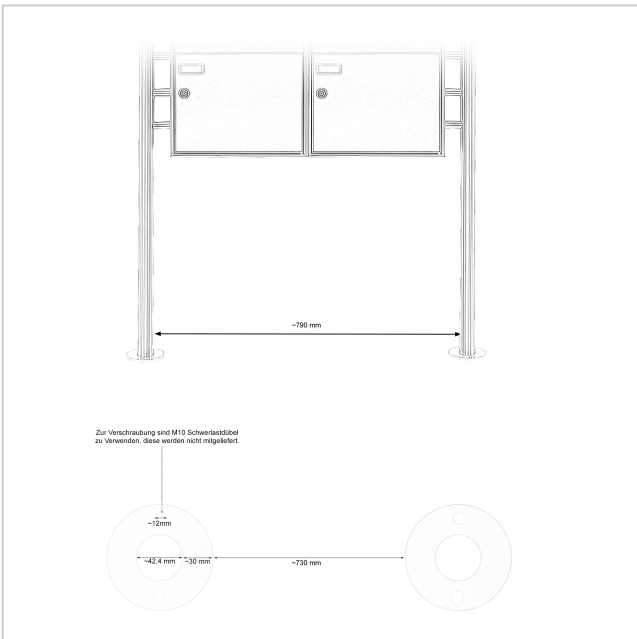 ~790 mm
Zur Verschraubung sind M10 Schwerlastdübel
zu Verwenden, diese werden nicht mitgeliefert.
~12mm
~42,4 mm
~30 mm
~730 mm